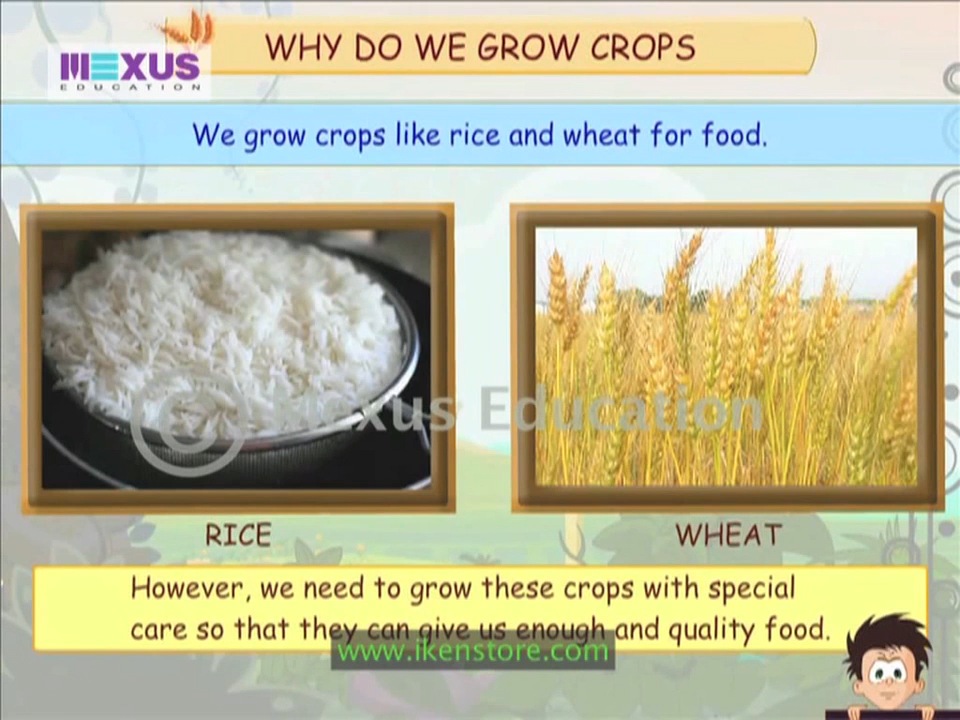 WHY DO WE GROW CROPS
MEXUS
EDUCATION
We grow crops like rice and wheat for food.
© Mexus Education
RICE
WHEAT
However, we need to grow these crops with special
care so that they can give us enough and quality food.
www.ikenstore.com